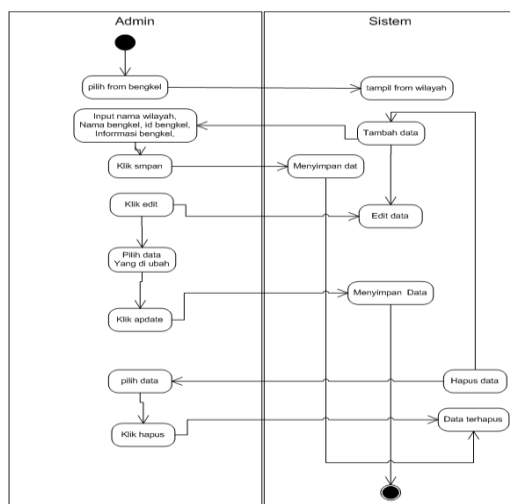 Admin
Sistem
pilih from bengkel
tampil from wilayah
Input nama wilayah,
Nama bengkel, id bengkel,
Informmasi bengkel,
Tambah data
Klik smpan
Menyimpan dat
Klik edit
Edit data
Pilih data
Yang di ubah
Menyimpan Data
Klik apdate
pilih data
Hapus data
Klik hapus
Data terhapus